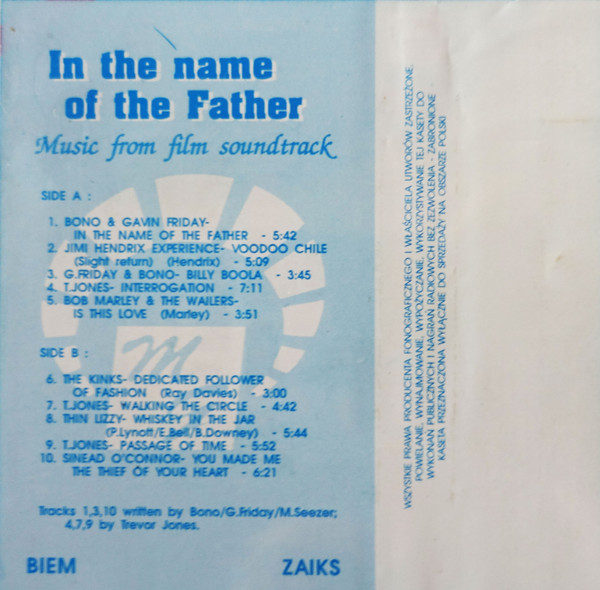 In the name
of the Father
Music from film soundtrack
SIDE A :
1. BONO & GAVIN FRIDAY-
IN THE NAME OF THE FATHER - 5:42
2. JIMI HENDRIX EXPERIENCE- VOODOO CHILE
(Slight return) (Hendrix) - 5:09
3. G.FRIDAY & BONO- BILLY BOOLA - 3:45
4. T.JONES- INTERROGATION - 7:11
5. BOB MARLEY & THE WAILERS-
IS THIS LOVE (Marley) - 3:51
M
SIDE B :
6. THE KINKS- DEDICATED FOLLOWER
OF FASHION (Ray Davies) - 3:00
7. T.JONES- WALKING THE C1RCLE - 4:42
8. THIN LIZZY- WHISKEY IN THE JAR
(P.Lynott/E.Bell/B.Downey) - 5:44
9. T.JONES- PASSAGE OF TIME - 5:52
10. SINEAD O'CONNOR- YOU MADE ME
THE THIEF OF YOUR HEART - 6:21
Tracks 1,3,10 written by Bono/G.Friday/M.Seezer;
4,7,9 by Trevor Jones.
BIEM ZAIKS
WSZYSTKIE PRAWA PRODUCENTA FONOGRAFICZNEGO I WŁAŚCICIELA UTWORÓW ZASTRZEŻONE.
POWIELANIE, WYNAJMOWANIE, WYPOŻYCZANIE, WYKORZYSTYWANIE TEJ KASETY DO
WYKONAŃ PUBLICZNYCH I NAGRAŃ RADIOWYCH BEZ ZEZWOLENIA - ZABRONIONE
KASETA PRZEZNACZONA WYŁĄCZNIE DO SPRZEDAŻY NA OBSZARZE POLSKI